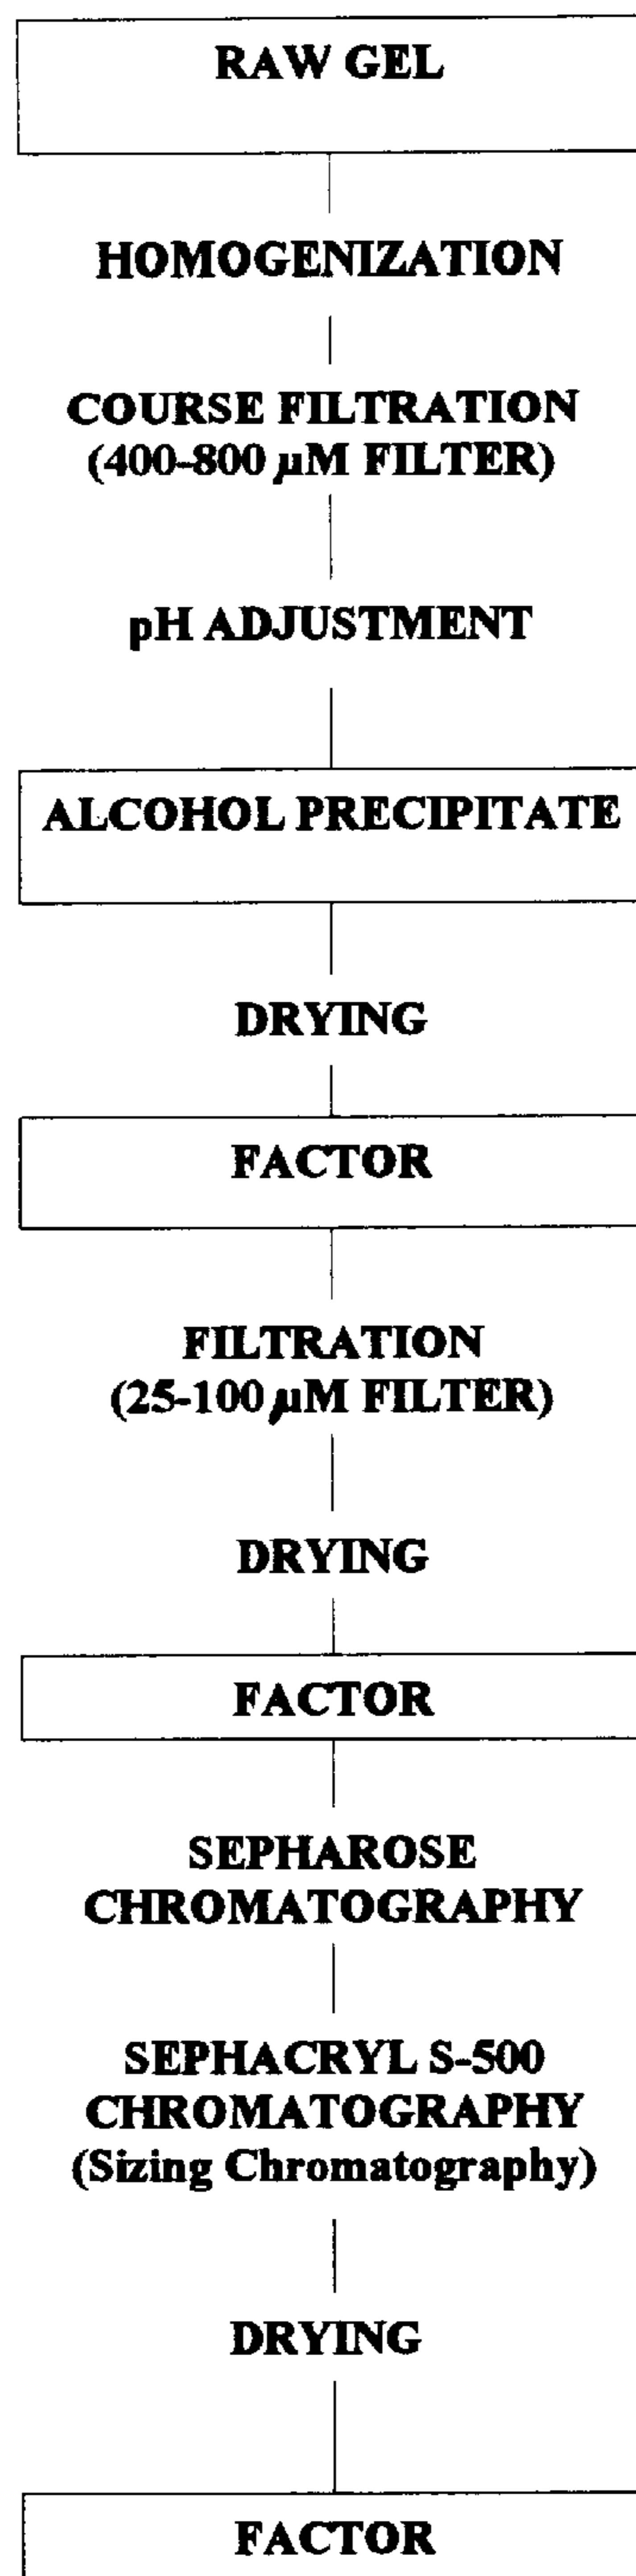 RAW GEL
HOMOGENIZATION
COURSE FILTRATION
(400-800 µM FILTER)
pH ADJUSTMENT
ALCOHOL PRECIPITATE
DRYING
FACTOR
FILTRATION
(25-100 µM FILTER)
DRYING
FACTOR
SEPHAROSE
CHROMATOGRAPHY
SEPHACRYL S-500
CHROMATOGRAPHY
(Sizing Chromatography)
DRYING
FACTOR